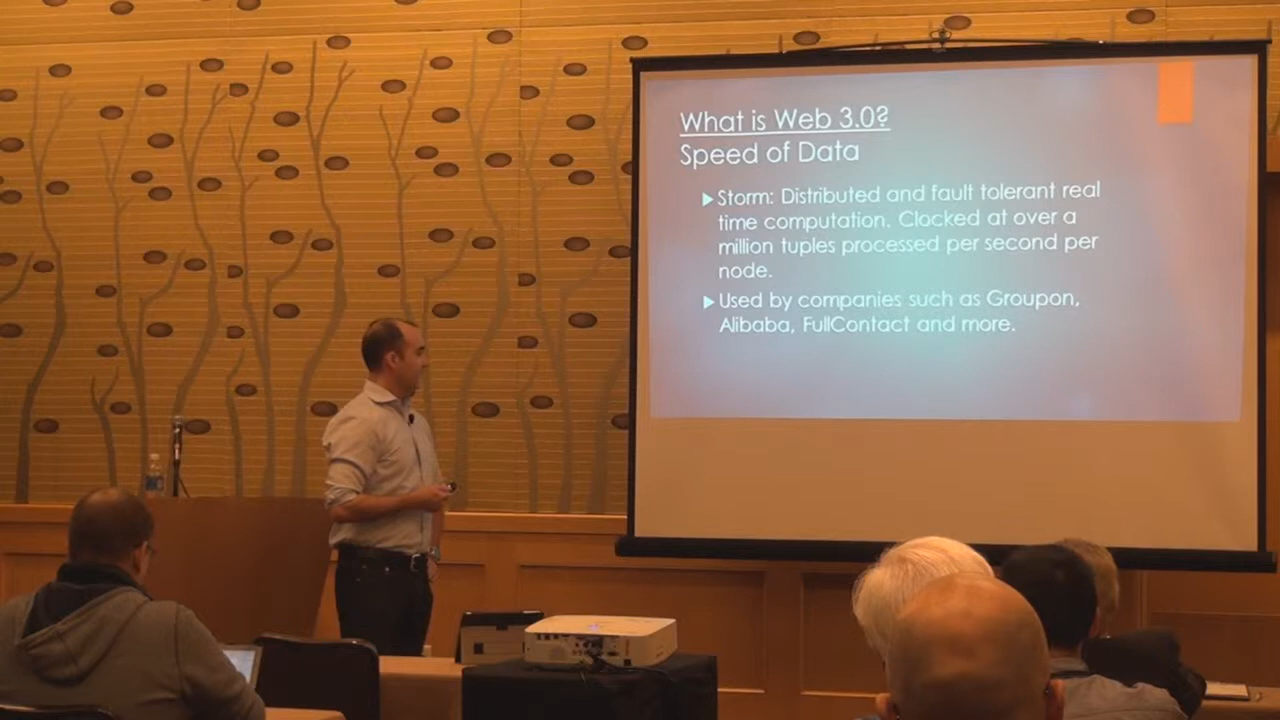 What is Web 3.0?
Speed of Data
Storm: Distributed and fault tolerant real
time computation. Clocked at over a
million tuples processed per second per
node.
Used by companies such as Groupon,
Alibaba, FullContact and more.